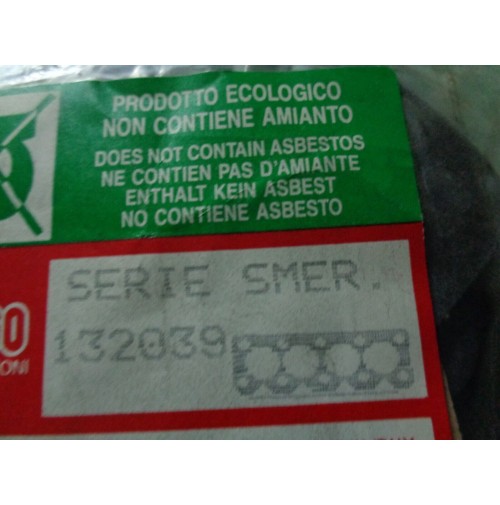 PRODOTTO ECOLOGICO
NON CONTIENE AMIANTO
DOES NOT CONTAIN ASBESTOS
NE CONTIEN PAS D'AMIANTE
ENTHALT KEIN ASBEST
NO CONTIENE ASBESTO
SERIE SMER.
132039